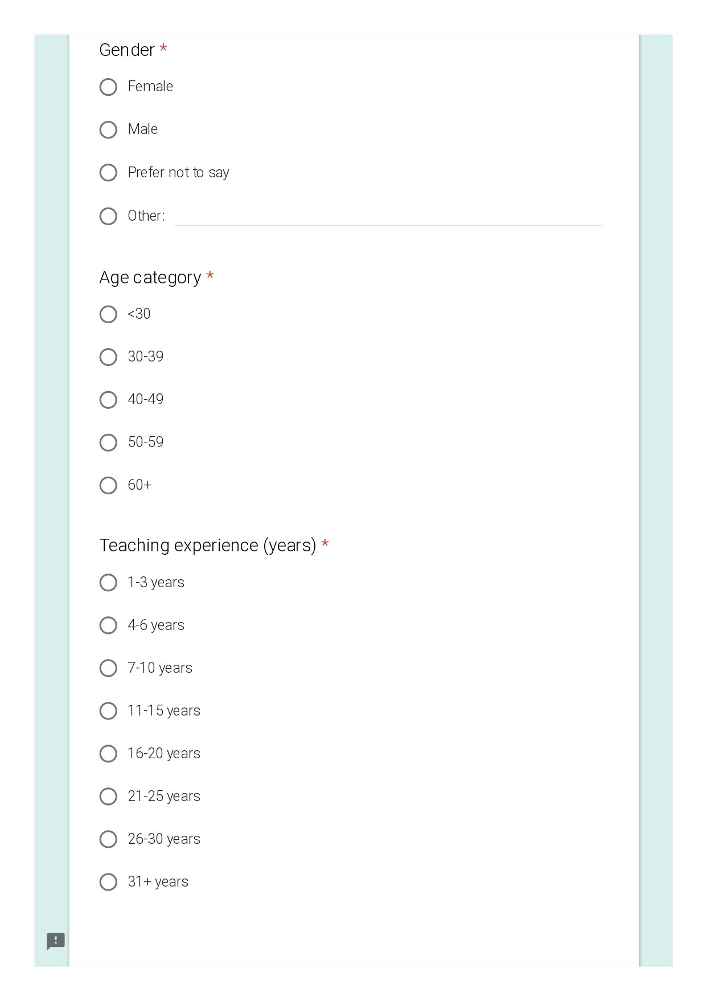 Gender *
Female
Male
Prefer not to say
Other:
Age category *
<30
30-39
40-49
50-59
60+
Teaching experience (years) *
1-3 years
4-6 years
7-10 years
11-15 years
16-20 years
21-25 years
26-30 years
31+ years